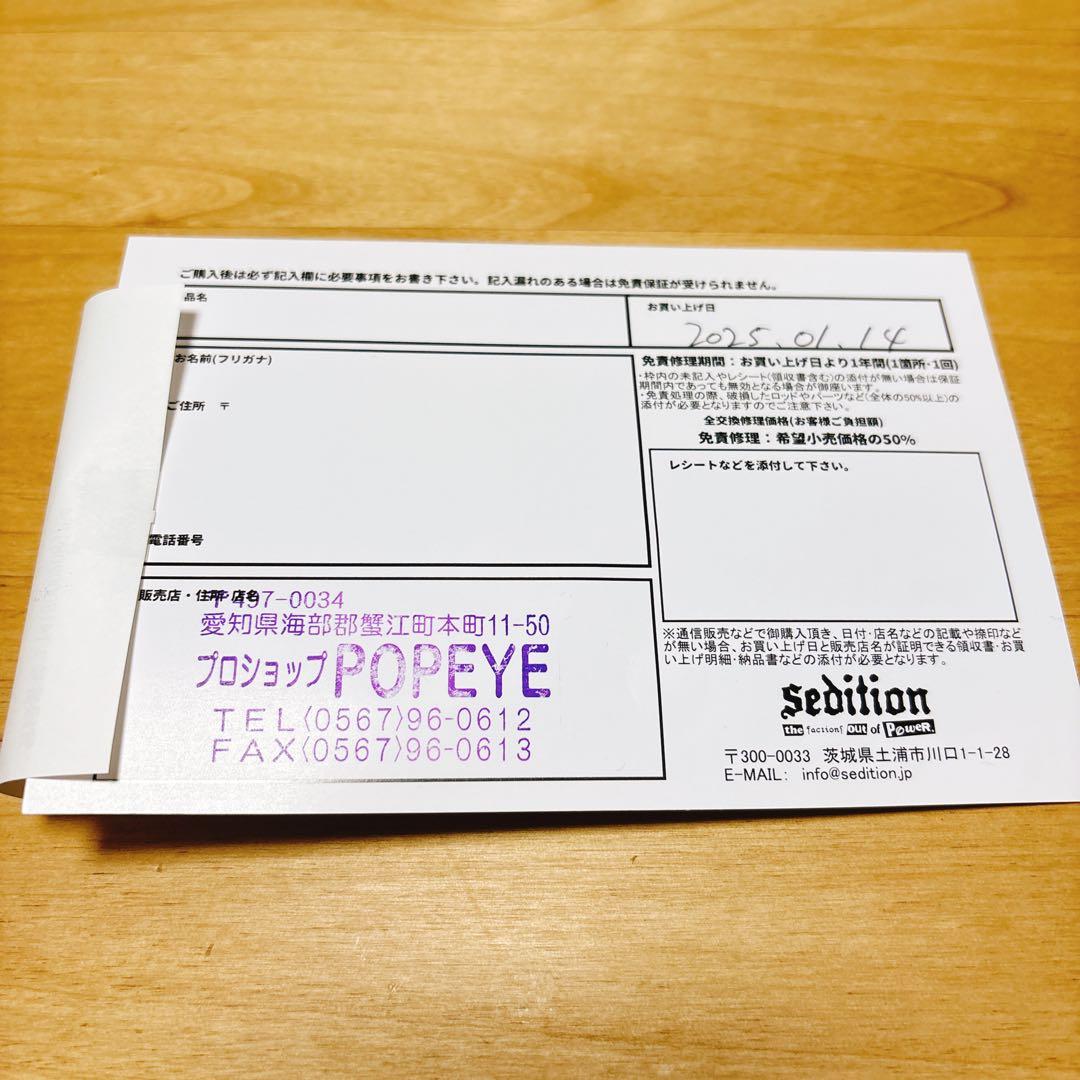 ご購入後は必ず記入欄に必要事項をお書き下さい。記入漏れのある場合は免責保証が受けられません。
品名
お買い上げ日
2025.01.14
お名前(フリガナ)
ご住所 〒
電話番号
免責修理期間：お買い上げ日より1年間(1箇所・1回)
・枠内の未記入やレシート(領収書含む)の添付が無い場合は保証
期間内であっても無効となる場合が御座います。
・免責処理の際、破損したロッドやパーツなど(全体の50%以上)の
添付が必要となりますのでご注意下さい。
全交換修理価格(お客様ご負担額)
免責修理：希望小売価格の50%
レシートなどを添付して下さい。
販売店・住所・店名
〒497-0034
愛知県海部郡蟹江町本町11-50
プロショップPOPEYE
TEL〈0567〉96-0612
FAX〈0567〉96-0613
※通信販売などで御購入頂き、日付・店名などの記載や捺印など
が無い場合、お買い上げ日と販売店名が証明できる領収書・お買
い上げ明細・納品書などの添付が必要となります。
sedition
the faction! out of PoweR.
〒300-0033 茨城県土浦市川口1-1-28
E-MAIL： info@sedition.jp